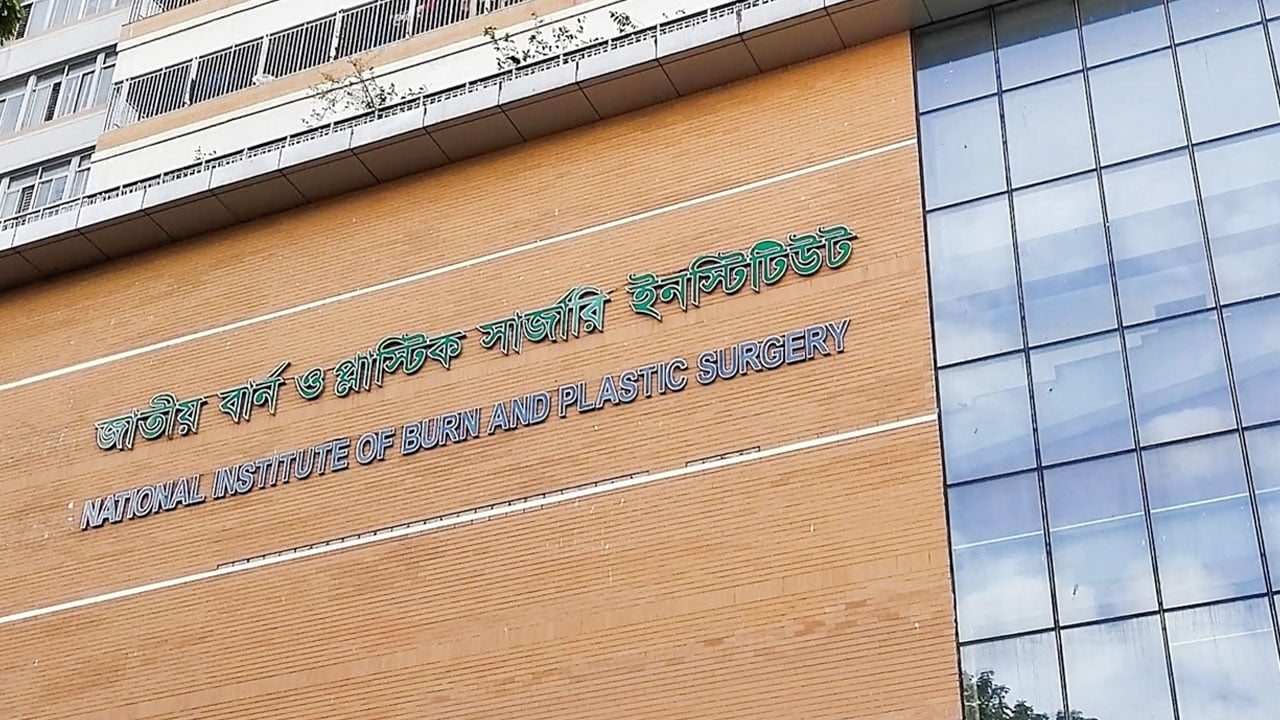 জাতীয় বার্ন ও প্লাস্টিক সার্জারি ইনস্টিটিউট
NATIONAL INSTITUTE OF BURN AND PLASTIC SURGERY